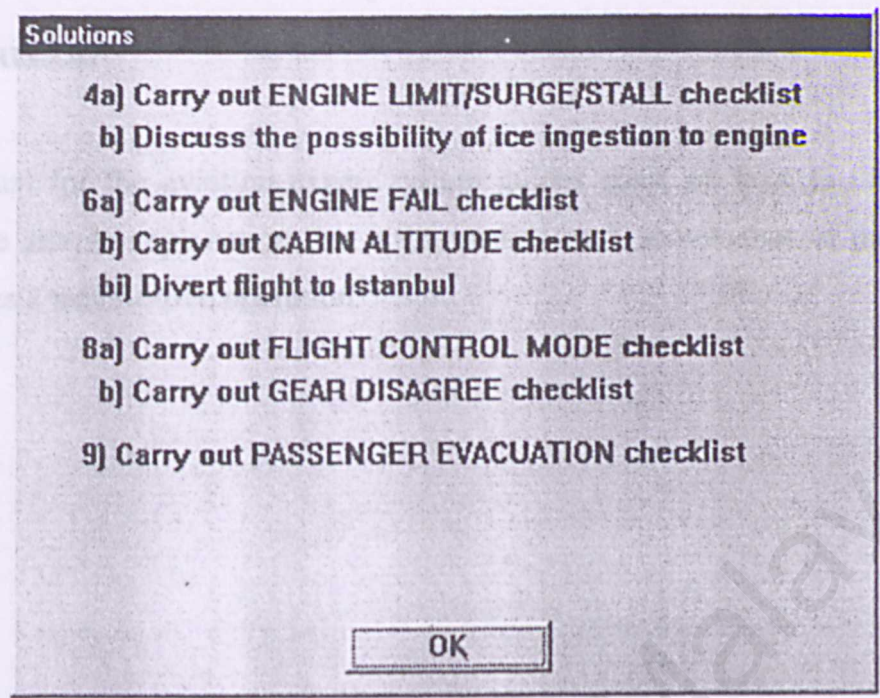 Solutions
4a) Carry out ENGINE LIMIT/SURGE/STALL checklist
b) Discuss the possibility of ice ingestion to engine
6a) Carry out ENGINE FAIL checklist
b) Carry out CABIN ALTITUDE checklist
bi) Divert flight to Istanbul
8a) Carry out FLIGHT CONTROL MODE checklist
b) Carry out GEAR DISAGREE checklist
9) Carry out PASSENGER EVACUATION checklist
OK